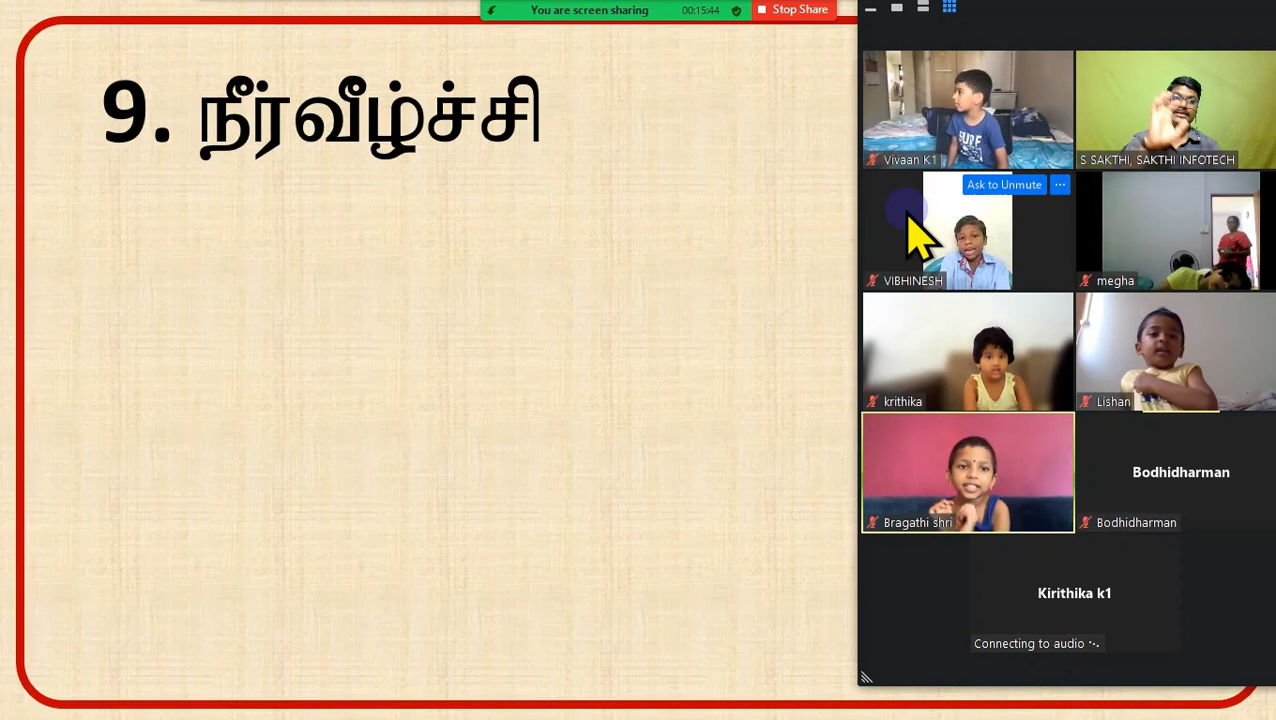 You are screen sharing 00:15:44 Stop Share
9. நீர்வீழ்ச்சி
SURF
Vivaan K1
S SAKTHI, SAKTHI INFOTECH
Ask to Unmute ...
VIBHINESH
megha
krithika
Lishan
Bragathi shri
Bodhidharman
Bodhidharman
Kirithika k1
Connecting to audio